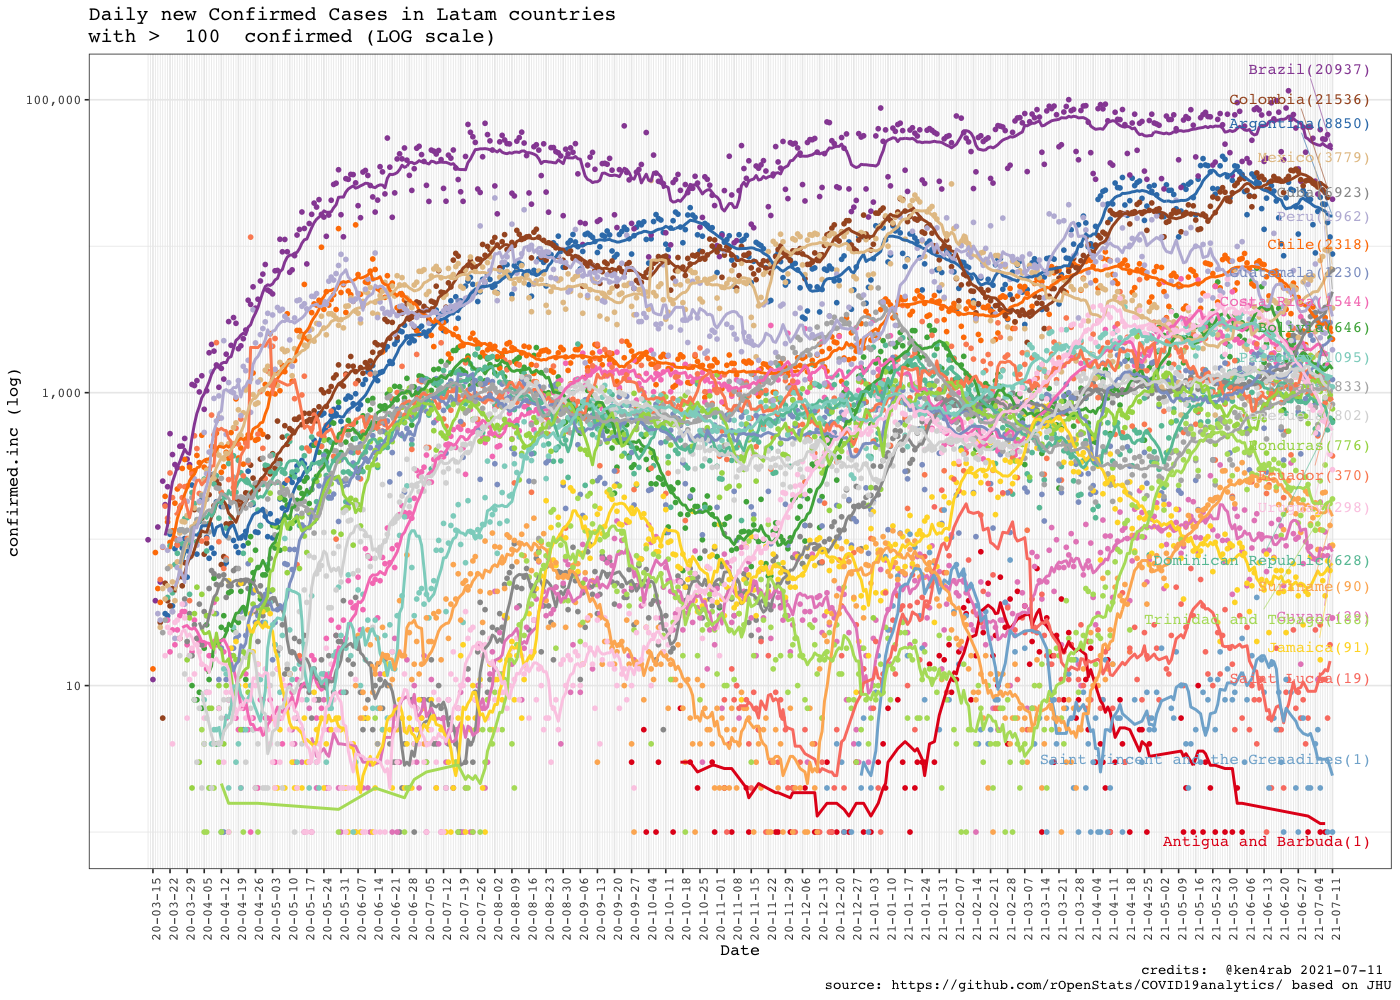 Daily new Confirmed Cases in Latam countries
with >  100  confirmed (LOG scale)
Brazil(20937)
100,000
Colombia(21536)
Argentina(8850)
Mexico(3779)
Peru(
Chile(2318)
Guatemala(1230)
Costa Rica(
1,000
Honduras(776)
Ecuador(370)
Uruguay(298)
Dominican Republic(628)
Suriname(90)
Trinidad and Tobago(
Guyana(29)
Jamaica(91)
10
Saint Lucia(19)
Saint Vincent and the Grenadines(1)
Antigua and Barbuda(1)
confirmed.inc (log)
20-03-15
20-03-22
20-03-29
20-04-05
20-04-12
20-04-19
20-04-26
20-05-03
20-05-10
20-05-17
20-05-24
20-05-31
20-06-07
20-06-14
20-06-21
20-06-28
20-07-05
20-07-12
20-07-19
20-07-26
20-08-02
20-08-09
20-08-16
20-08-23
20-08-30
20-09-06
20-09-13
20-09-20
20-09-27
20-10-04
20-10-11
20-10-18
20-10-25
20-11-01
20-11-08
20-11-15
20-11-22
20-11-29
20-12-06
20-12-13
20-12-20
20-12-27
21-01-03
21-01-10
21-01-17
21-01-24
21-01-31
21-02-07
21-02-14
21-02-21
21-02-28
21-03-07
21-03-14
21-03-21
21-03-28
21-04-04
21-04-11
21-04-18
21-04-25
21-05-02
21-05-09
21-05-16
21-05-23
21-05-30
21-06-06
21-06-13
21-06-20
21-06-27
21-07-04
21-07-11
Date
credits:  @ken4rab 2021-07-11
source: https://github.com/rOpenStats/COVID19analytics/ based on JHU